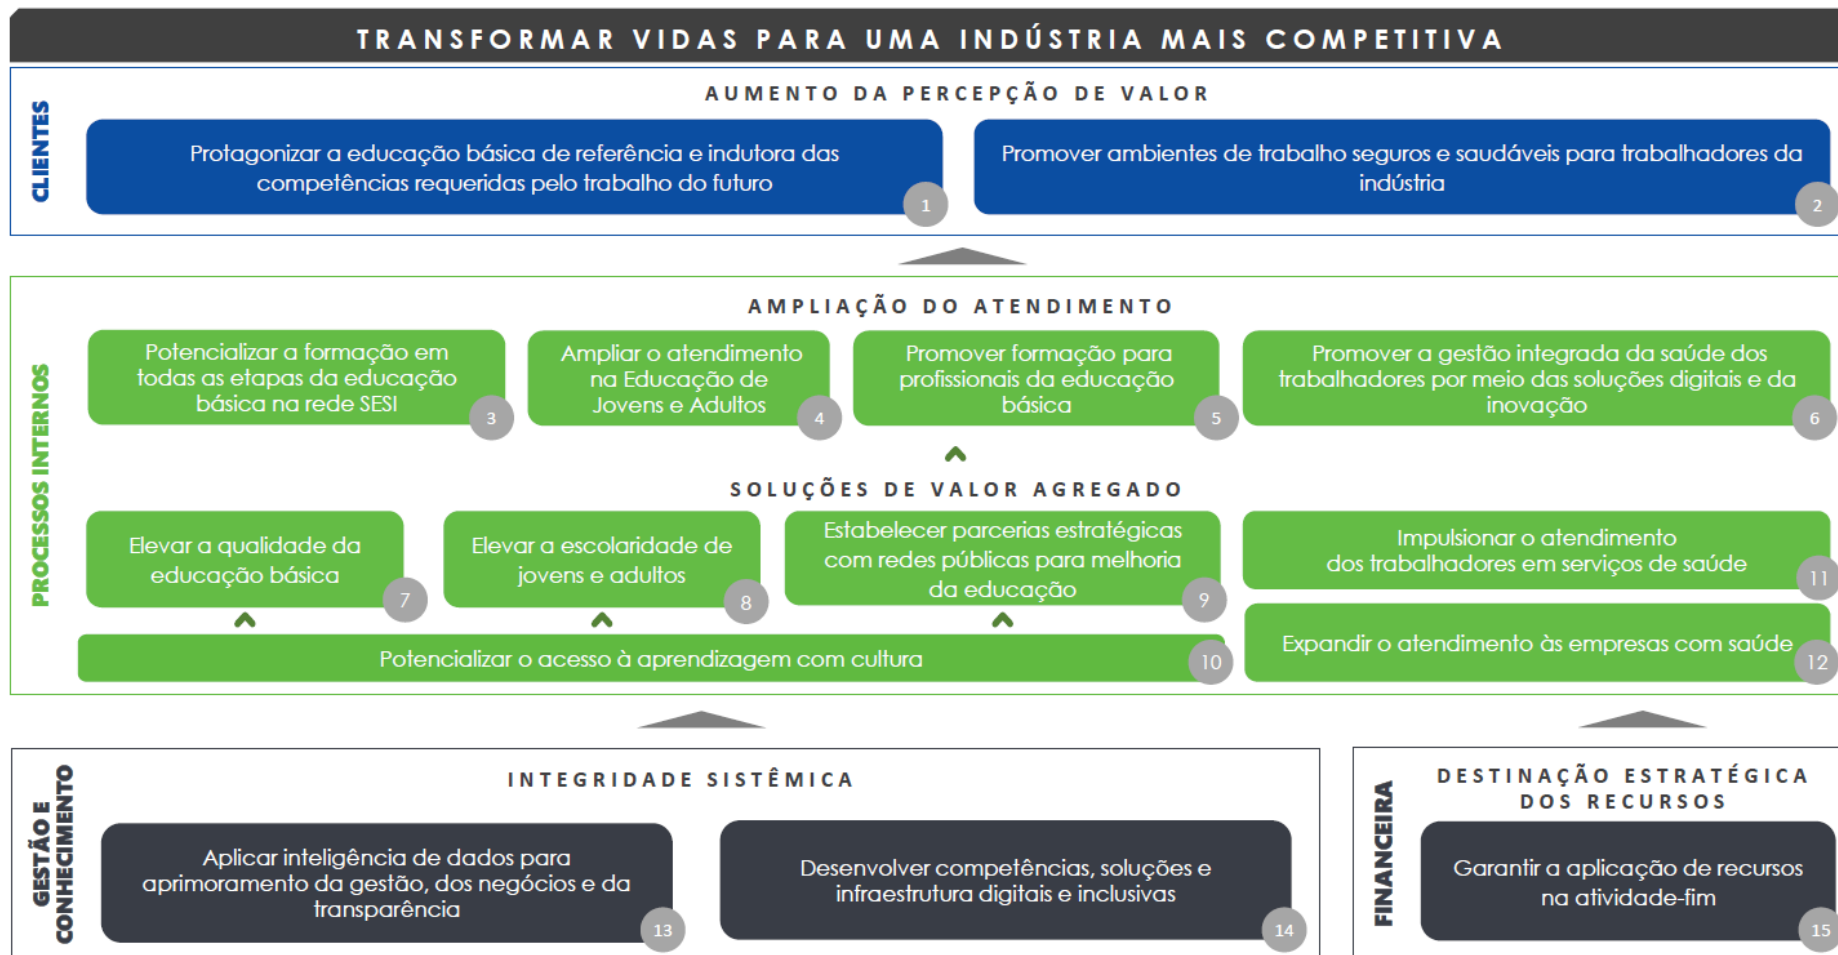 TRANSFORMAR VIDAS PARA UMA INDÚSTRIA MAIS COMPETITIVA
CLIENTES
AUMENTO DA PERCEPÇÃO DE VALOR
Protagonizar a educação básica de referência e indutora das
competências requeridas pelo trabalho do futuro
1
Promover ambientes de trabalho seguros e saudáveis para trabalhadores da
indústria
2
PROCESSOS INTERNOS
AMPLIAÇÃO DO ATENDIMENTO
Potencializar a formação em
todas as etapas da educação
básica na rede SESI
3
Ampliar o atendimento
na Educação de
Jovens e Adultos
4
Promover formação para
profissionais da educação
básica
5
Promover a gestão integrada da saúde dos
trabalhadores por meio das soluções digitais e da
inovação
6
SOLUÇÕES DE VALOR AGREGADO
Elevar a qualidade da
educação básica
7
Elevar a escolaridade de
jovens e adultos
8
Estabelecer parcerias estratégicas
com redes públicas para melhoria
da educação
9
Impulsionar o atendimento
dos trabalhadores em serviços de saúde
11
Potencializar o acesso à aprendizagem com cultura
10
Expandir o atendimento às empresas com saúde
12
GESTÃO E
CONHECIMENTO
INTEGRIDADE SISTÊMICA
Aplicar inteligência de dados para
aprimoramento da gestão, dos negócios e da
transparência
13
Desenvolver competências, soluções e
infraestrutura digitais e inclusivas
14
FINANCEIRA
DESTINAÇÃO ESTRATÉGICA
DOS RECURSOS
Garantir a aplicação de recursos
na atividade-fim
15